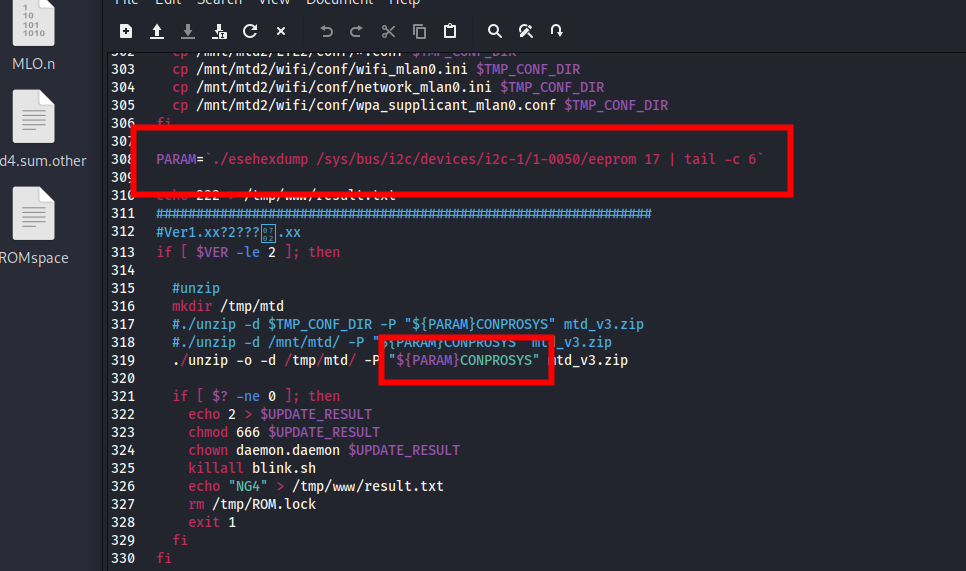 File Edit Search View Document Help
1
10
101
1010
MLO.n
d4.sum.other
ROMspace
302 cp /mnt/mtd2/LTE2/conf/*.conf $TMP_CONF_DIR
303 cp /mnt/mtd2/wifi/conf/wifi_mlan0.ini $TMP_CONF_DIR
304 cp /mnt/mtd2/wifi/conf/network_mlan0.ini $TMP_CONF_DIR
305 cp /mnt/mtd2/wifi/conf/wpa_supplicant_mlan0.conf $TMP_CONF_DIR
306 fi
307
308 PARAM=`./esehexdump /sys/bus/i2c/devices/i2c-1/1-0050/eeprom 17 | tail -c 6`
309
310 echo 222 > /tmp/www/result.txt
311 ##############################################################
312 #Ver1.xx?2???.xx
313 if [ $VER -le 2 ]; then
314
315 #unzip
316 mkdir /tmp/mtd
317 #./unzip -d $TMP_CONF_DIR -P "${PARAM}CONPROSYS" mtd_v3.zip
318 #./unzip -d /mnt/mtd/ -P "${PARAM}CONPROSYS" mtd_v3.zip
319 ./unzip -o -d /tmp/mtd/ -P "${PARAM}CONPROSYS" mtd_v3.zip
320
321 if [ $? -ne 0 ]; then
322 echo 2 > $UPDATE_RESULT
323 chmod 666 $UPDATE_RESULT
324 chown daemon.daemon $UPDATE_RESULT
325 killall blink.sh
326 echo "NG4" > /tmp/www/result.txt
327 rm /tmp/ROM.lock
328 exit 1
329 fi
330 fi